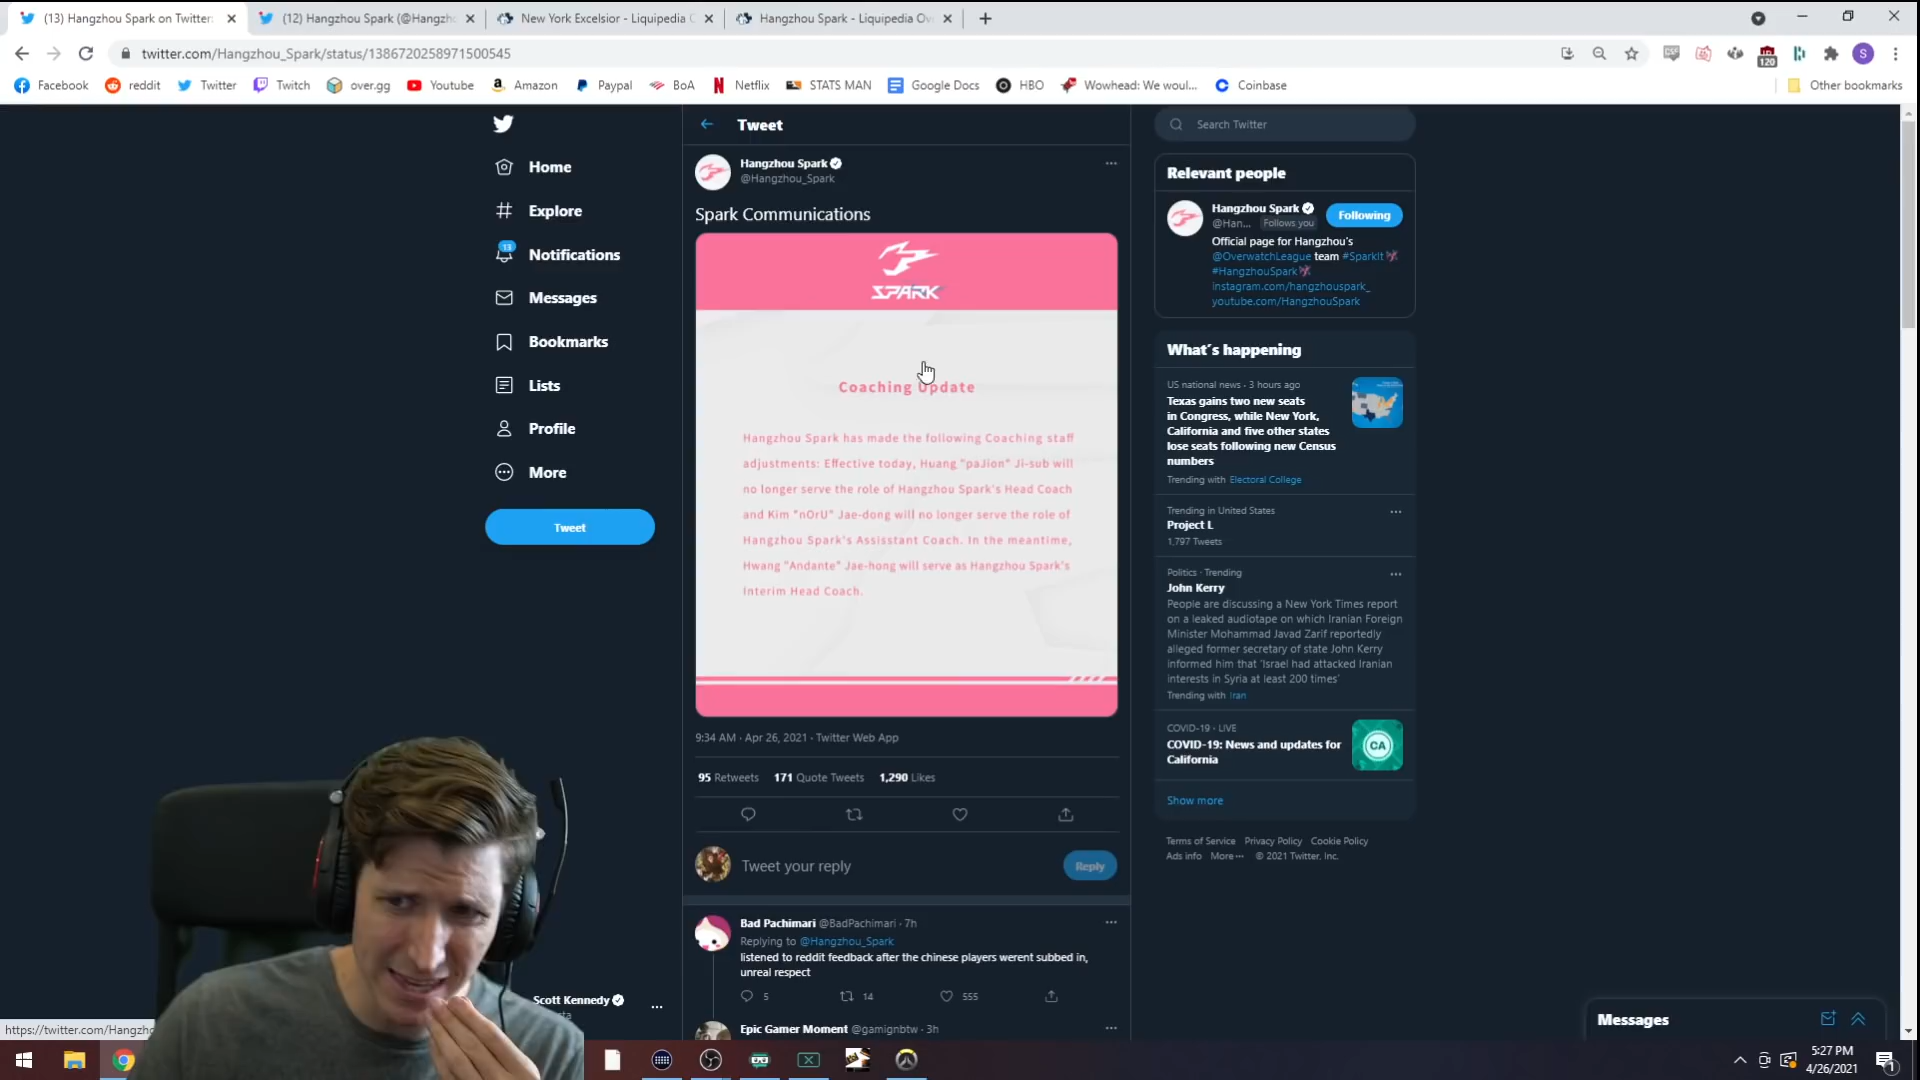 (13) Hangzhou Spark on Twitter:
(12) Hangzhou Spark (@Hangzho
New York Excelsior - Liquipedia O
Hangzhou Spark - Liquipedia Ov
twitter.com/Hangzhou_Spark/status/1386720258971500545
120
S
Facebook
reddit
Twitter
Twitch
over.gg
Youtube
Amazon
Paypal
BoA
Netflix
STATS MAN
Google Docs
HBO
Wowhead: We woul...
Coinbase
Other bookmarks
Home
Explore
13
Notifications
Messages
Bookmarks
Lists
Profile
More
Tweet
Tweet
Hangzhou Spark
@Hangzhou_Spark
Spark Communications
SPARK
Coaching Update
Hangzhou Spark has made the following Coaching staff
adjustments: Effective today, Huang "paJion" Ji-sub will
no longer serve the role of Hangzhou Spark's Head Coach
and Kim "nOrU" Jae-dong will no longer serve the role of
Hangzhou Spark's Assisstant Coach. In the meantime,
Hwang "Andante" Jae-hong will serve as Hangzhou Spark's
Interim Head Coach.
9:34 AM · Apr 26, 2021 · Twitter Web App
95 Retweets 171 Quote Tweets 1,290 Likes
Tweet your reply
Reply
Bad Pachimari @BadPachimari · 7h
Replying to @Hangzhou_Spark
listened to reddit feedback after the chinese players werent subbed in,
unreal respect
5 14 555
Epic Gamer Moment @gamignbtw · 3h
Search Twitter
Relevant people
Hangzhou Spark
@Han... Follows you
Following
Official page for Hangzhou's
@OverwatchLeague team #SparkIt
#HangzhouSpark
instagram.com/hangzhouspark_
youtube.com/HangzhouSpark
What's happening
US national news · 3 hours ago
Texas gains two new seats
in Congress, while New York,
California and five other states
lose seats following new Census
numbers
Trending with Electoral College
Trending in United States
Project L
1,797 Tweets
Politics · Trending
John Kerry
People are discussing a New York Times report
on a leaked audiotape on which Iranian Foreign
Minister Mohammad Javad Zarif reportedly
alleged former secretary of state John Kerry
informed him that 'Israel had attacked Iranian
interests in Syria at least 200 times'
Trending with Iran
COVID-19 · LIVE
COVID-19: News and updates for
California
CA
Show more
Terms of Service Privacy Policy Cookie Policy
Ads info More ··· © 2021 Twitter, Inc.
Scott Kennedy
https://twitter.com/Hangzho
Messages
5:27 PM
4/26/2021
1